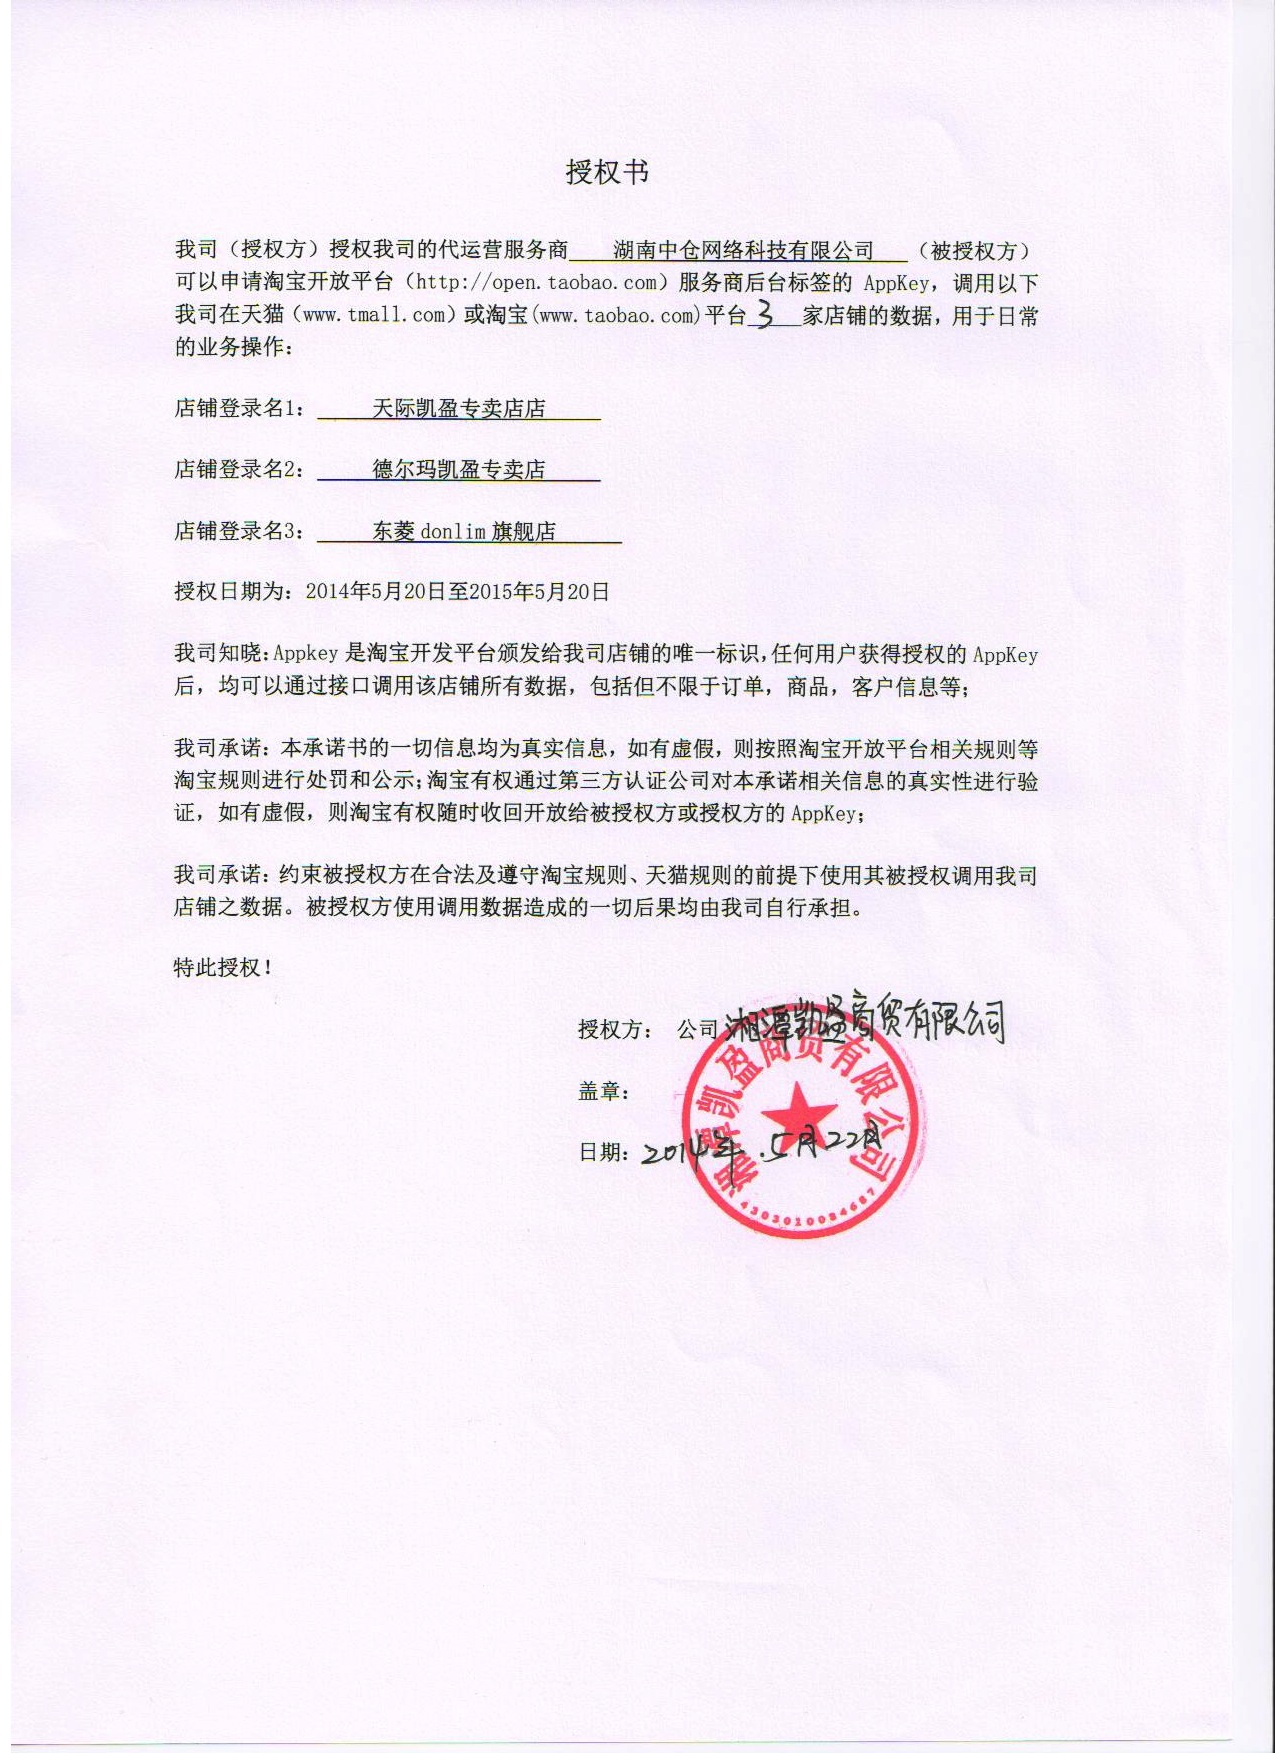 授权书
我司（授权方）授权我司的代运营服务商 湖南中仓网络科技有限公司 （被授权方）
可以申请淘宝开放平台（http://open.taobao.com）服务商后台标签的 AppKey，调用以下
我司在天猫（www.tmall.com）或淘宝(www.taobao.com)平台 3 家店铺的数据，用于日常
的业务操作：
店铺登录名1： 天际凯盈专卖店店
店铺登录名2： 德尔玛凯盈专卖店
店铺登录名3： 东菱 donlim 旗舰店
授权日期为：2014年5月20日至2015年5月20日
我司知晓：Appkey 是淘宝开发平台颁发给我司店铺的唯一标识，任何用户获得授权的 AppKey
后，均可以通过接口调用该店铺所有数据，包括但不限于订单，商品，客户信息等；
我司承诺：本承诺书的一切信息均为真实信息，如有虚假，则按照淘宝开放平台相关规则等
淘宝规则进行处罚和公示；淘宝有权通过第三方认证公司对本承诺相关信息的真实性进行验
证，如有虚假，则淘宝有权随时收回开放给被授权方或授权方的 AppKey；
我司承诺：约束被授权方在合法及遵守淘宝规则、天猫规则的前提下使用其被授权调用我司
店铺之数据。被授权方使用调用数据造成的一切后果均由我司自行承担。
特此授权！
授权方： 公司 湘潭凯盈商贸有限公司
盖章：
湘潭凯盈商贸有限公司
日期：2014年.5月22日
4303010084687